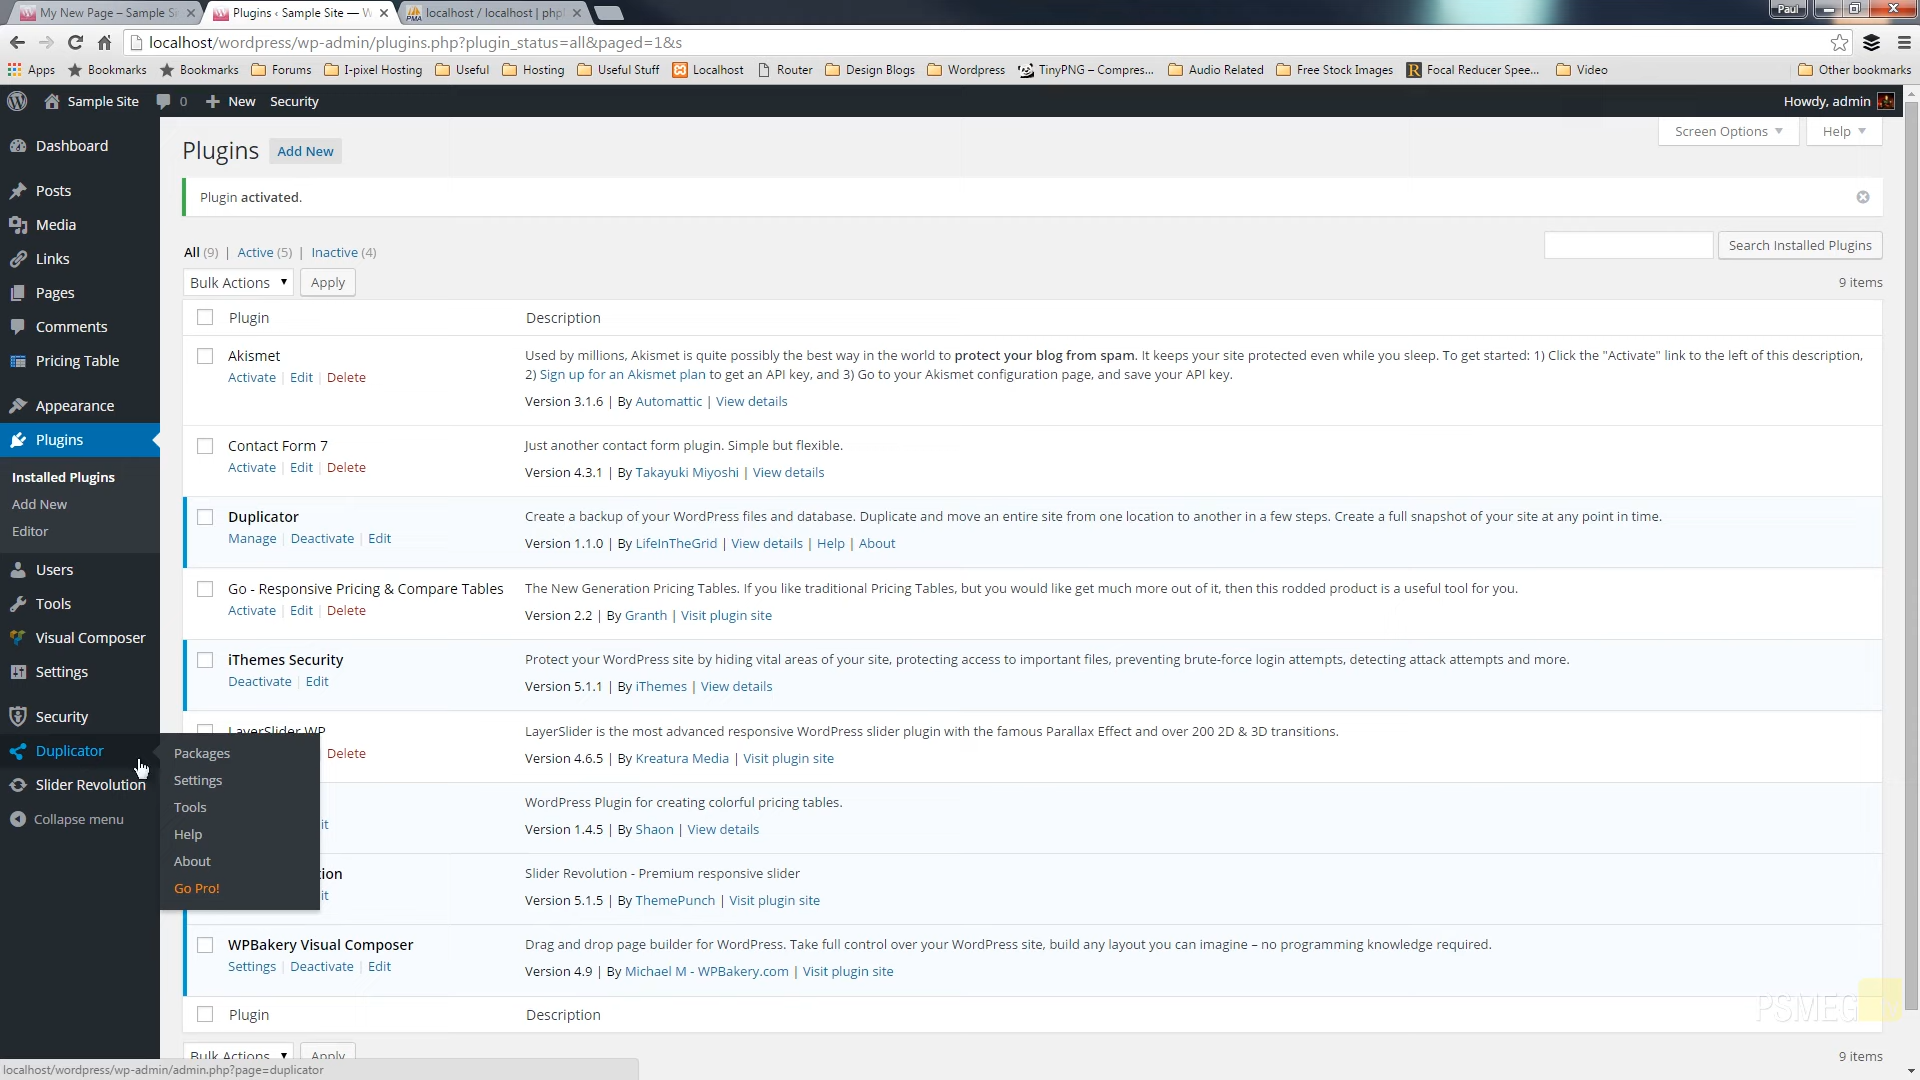 My New Page – Sample S
Plugins ‹ Sample Site — W
localhost / localhost | php
Paul
localhost/wordpress/wp-admin/plugins.php?plugin_status=all&paged=1&s
Apps
Bookmarks
Bookmarks
Forums
I-pixel Hosting
Useful
Hosting
Useful Stuff
Localhost
Router
Design Blogs
Wordpress
TinyPNG – Compres...
Audio Related
Free Stock Images
Focal Reducer Spee...
Video
Other bookmarks
Sample Site
0
New
Security
Howdy, admin
Dashboard
Posts
Media
Links
Pages
Comments
Pricing Table
Appearance
Plugins
Installed Plugins
Add New
Editor
Users
Tools
Visual Composer
Settings
Security
Duplicator
Slider Revolution
Collapse menu
Packages
Settings
Tools
Help
About
Go Pro!
Plugins Add New
Screen Options
Help
Plugin activated.
All (9) | Active (5) | Inactive (4)
Search Installed Plugins
Bulk Actions
Apply
9 items
Plugin
Description
Akismet
Activate | Edit | Delete
Used by millions, Akismet is quite possibly the best way in the world to protect your blog from spam. It keeps your site protected even while you sleep. To get started: 1) Click the "Activate" link to the left of this description,
2) Sign up for an Akismet plan to get an API key, and 3) Go to your Akismet configuration page, and save your API key.
Version 3.1.6 | By Automattic | View details
Contact Form 7
Activate | Edit | Delete
Just another contact form plugin. Simple but flexible.
Version 4.3.1 | By Takayuki Miyoshi | View details
Duplicator
Manage | Deactivate | Edit
Create a backup of your WordPress files and database. Duplicate and move an entire site from one location to another in a few steps. Create a full snapshot of your site at any point in time.
Version 1.1.0 | By LifeInTheGrid | View details | Help | About
Go - Responsive Pricing & Compare Tables
Activate | Edit | Delete
The New Generation Pricing Tables. If you like traditional Pricing Tables, but you would like get much more out of it, then this rodded product is a useful tool for you.
Version 2.2 | By Granth | Visit plugin site
iThemes Security
Deactivate | Edit
Protect your WordPress site by hiding vital areas of your site, protecting access to important files, preventing brute-force login attempts, detecting attack attempts and more.
Version 5.1.1 | By iThemes | View details
LayerSlider WP
Delete
LayerSlider is the most advanced responsive WordPress slider plugin with the famous Parallax Effect and over 200 2D & 3D transitions.
Version 4.6.5 | By Kreatura Media | Visit plugin site
it
WordPress Plugin for creating colorful pricing tables.
Version 1.4.5 | By Shaon | View details
tion
it
Slider Revolution - Premium responsive slider
Version 5.1.5 | By ThemePunch | Visit plugin site
WPBakery Visual Composer
Settings | Deactivate | Edit
Drag and drop page builder for WordPress. Take full control over your WordPress site, build any layout you can imagine – no programming knowledge required.
Version 4.9 | By Michael M - WPBakery.com | Visit plugin site
Plugin
Description
Bulk Actions
Apply
9 items
localhost/wordpress/wp-admin/admin.php?page=duplicator
PSMEG